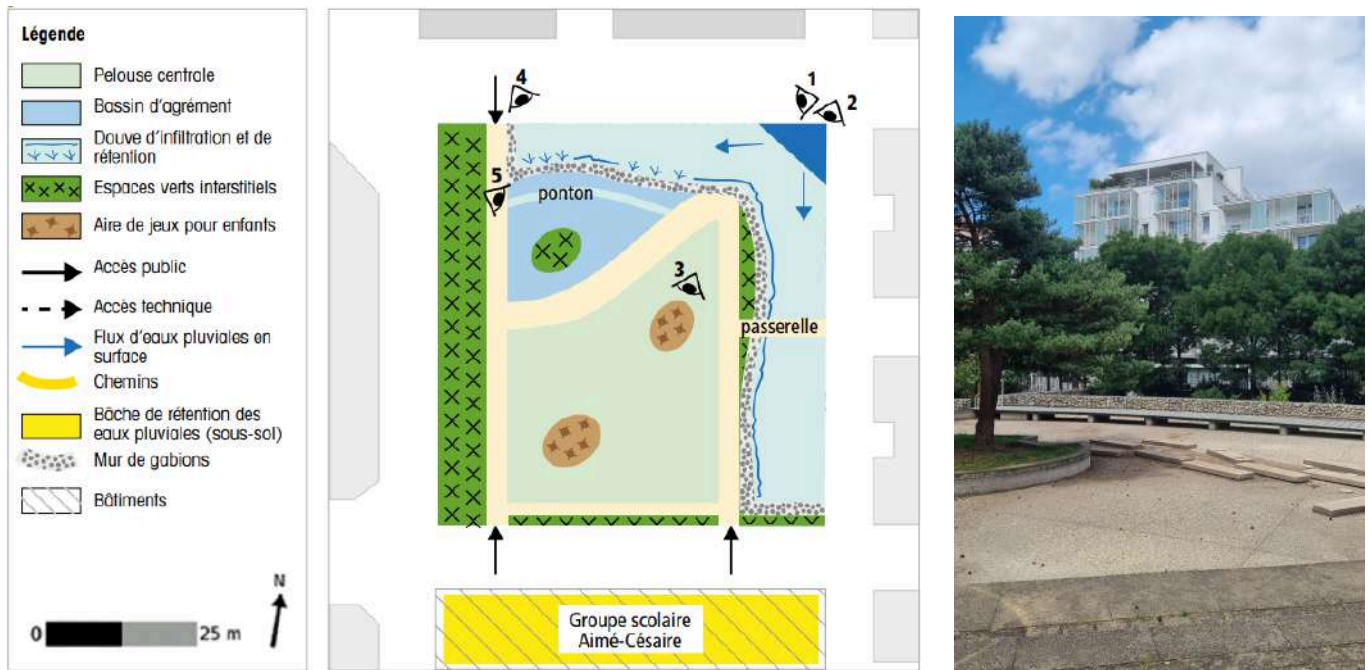 Légende
Pelouse centrale
Bassin d'agrément
Douve d'infiltration et de
rétention
Espaces verts interstitiels
Aire de jeux pour enfants
Accès public
Accès technique
Flux d'eaux pluviales en
surface
Chemins
Bâche de rétention des
eaux pluviales (sous-sol)
Mur de gabions
Bâtiments
N
0 25 m
4
1
2
5
ponton
3
passerelle
Groupe scolaire
Aimé-Césaire